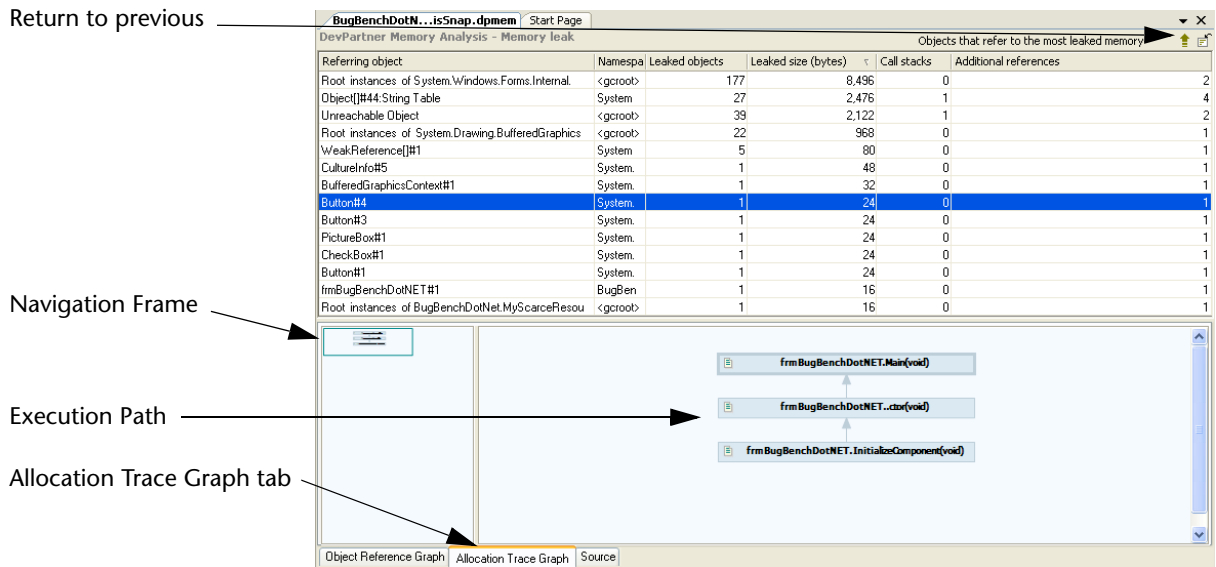 Return to previous
BugBenchDotN...isSnap.dpmem Start Page
DevPartner Memory Analysis - Memory leak
Objects that refer to the most leaked memory
Referring object Namespa Leaked objects Leaked size (bytes) Call stacks Additional references
Root instances of System.Windows.Forms.Internal. <gcroot> 177 8,496 0 2
Object[]#44:String Table System 27 2,476 1 4
Unreachable Object <gcroot> 39 2,122 1 2
Root instances of System.Drawing.BufferedGraphics <gcroot> 22 968 0 1
WeakReference[]#1 System 5 80 0 1
CultureInfo#5 System. 1 48 0 1
BufferedGraphicsContext#1 System. 1 32 0 1
Button#4 System. 1 24 0 1
Button#3 System. 1 24 0 1
PictureBox#1 System. 1 24 0 1
CheckBox#1 System. 1 24 0 1
Button#1 System. 1 24 0 1
frmBugBenchDotNET#1 BugBen 1 16 0 1
Root instances of BugBenchDotNet.MyScarceResou <gcroot> 1 16 0 1
Navigation Frame
frmBugBenchDotNET.Main(void)
Execution Path
frmBugBenchDotNET..ctor(void)
frmBugBenchDotNET.InitializeComponent(void)
Allocation Trace Graph tab
Object Reference Graph Allocation Trace Graph Source